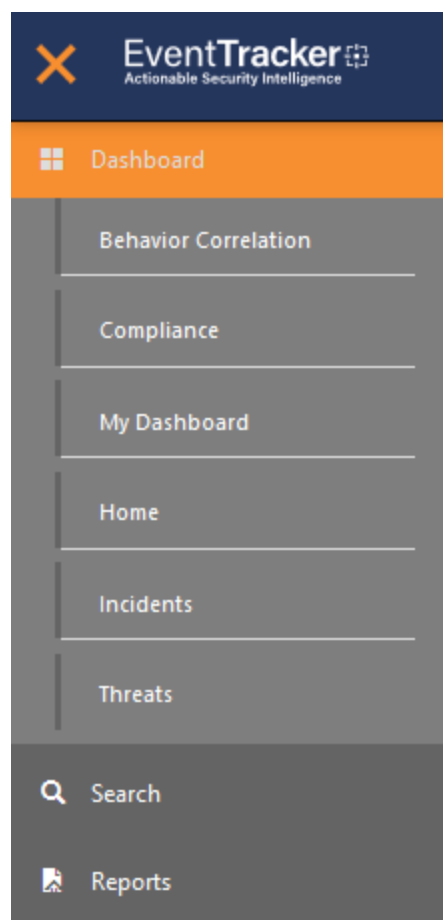 EventTracker
Actionable Security Intelligence
Dashboard
Behavior Correlation
Compliance
My Dashboard
Home
Incidents
Threats
Search
Reports